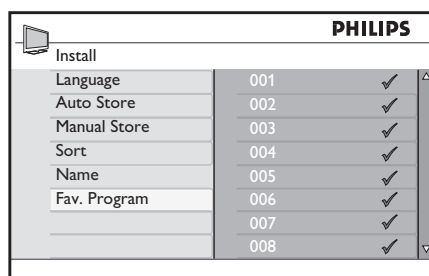 PHILIPS
Install
Language 001 ✓
Auto Store 002 ✓
Manual Store 003 ✓
Sort 004 ✓
Name 005 ✓
Fav. Program 006 ✓
007 ✓
008 ✓